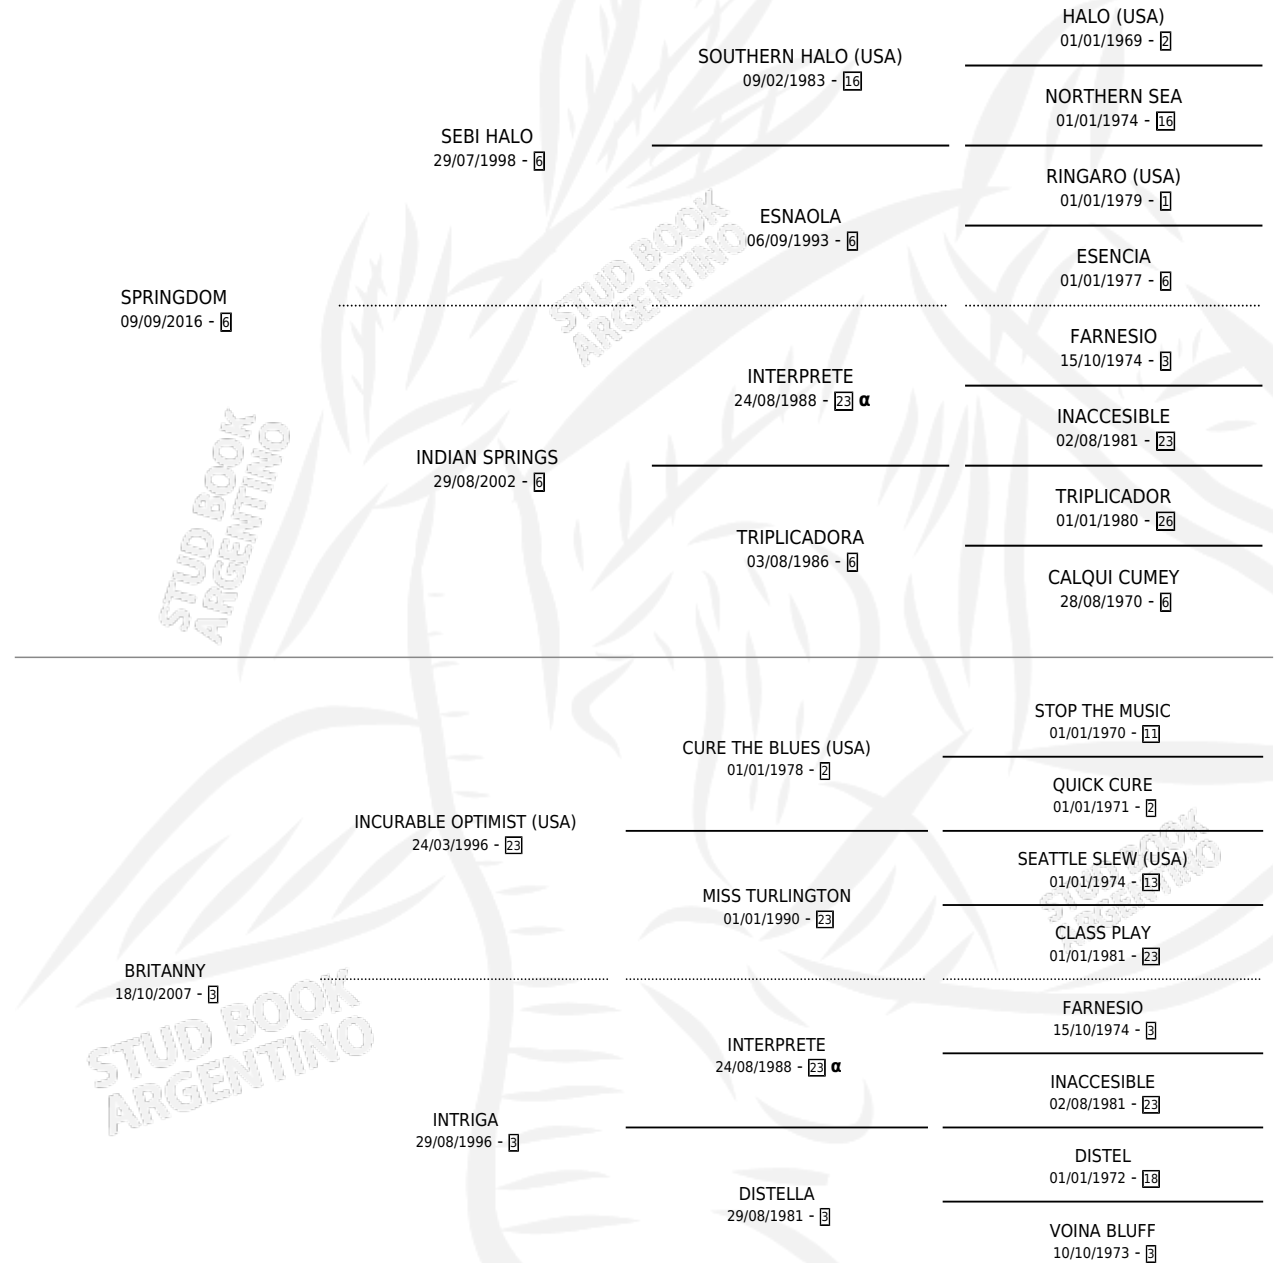 HALO (USA)
01/01/1969 - 2
SOUTHERN HALO (USA)
09/02/1983 - 16
NORTHERN SEA
01/01/1974 - 16
SEBI HALO
29/07/1998 - 6
RINGARO (USA)
01/01/1979 - 1
ESNAOLA
06/09/1993 - 6
ESENCIA
01/01/1977 - 6
SPRINGDOM
09/09/2016 - 6
FARNESIO
15/10/1974 - 3
INTERPRETE
24/08/1988 - 23 α
INACCESIBLE
02/08/1981 - 23
INDIAN SPRINGS
29/08/2002 - 6
TRIPLICADOR
01/01/1980 - 26
TRIPLICADORA
03/08/1986 - 6
CALQUI CUMEY
28/08/1970 - 6
STOP THE MUSIC
01/01/1970 - 11
CURE THE BLUES (USA)
01/01/1978 - 2
QUICK CURE
01/01/1971 - 2
INCURABLE OPTIMIST (USA)
24/03/1996 - 23
SEATTLE SLEW (USA)
01/01/1974 - 13
MISS TURLINGTON
01/01/1990 - 23
CLASS PLAY
01/01/1981 - 23
BRITANNY
18/10/2007 - 3
FARNESIO
15/10/1974 - 3
INTERPRETE
24/08/1988 - 23 α
INACCESIBLE
02/08/1981 - 23
INTRIGA
29/08/1996 - 3
DISTEL
01/01/1972 - 18
DISTELLA
29/08/1981 - 3
VOINA BLUFF
10/10/1973 - 3
STUD BOOK
ARGENTINO
STUD BOOK
ARGENTINO
STUD BOOK
ARGENTINO
STUD BOOK
ARGENTINO